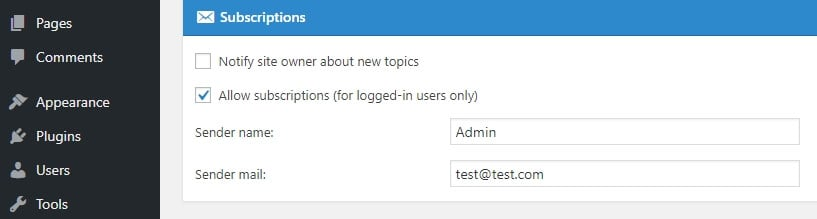 Pages
Comments
Appearance
Plugins
Users
Tools
Subscriptions
Notify site owner about new topics
Allow subscriptions (for logged-in users only)
Sender name: Admin
Sender mail: test@test.com